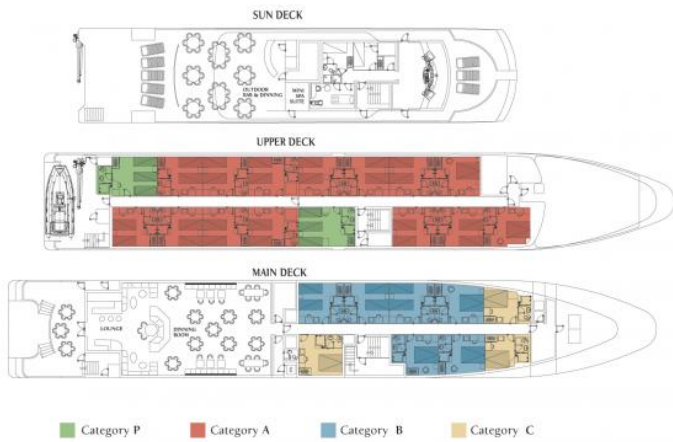 SUN DECK
OUTDOOR
BAR & DINNING
MINI
SPA
SUITE
UPPER DECK
MAIN DECK
LOUNGE
DINNING
ROOM
Category P
Category A
Category B
Category C